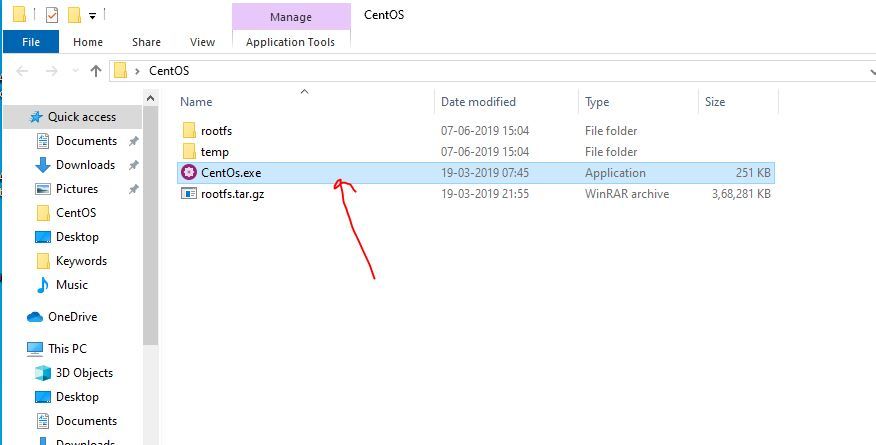 Manage
CentOS
File
Home
Share
View
Application Tools
CentOS
Quick access
Documents
Downloads
Pictures
CentOS
Desktop
Keywords
Music
OneDrive
This PC
3D Objects
Desktop
Documents
Downloads
Name Date modified Type Size
rootfs 07-06-2019 15:04 File folder
temp 07-06-2019 15:04 File folder
CentOs.exe 19-03-2019 07:45 Application 251 KB
rootfs.tar.gz 19-03-2019 21:55 WinRAR archive 3,68,281 KB